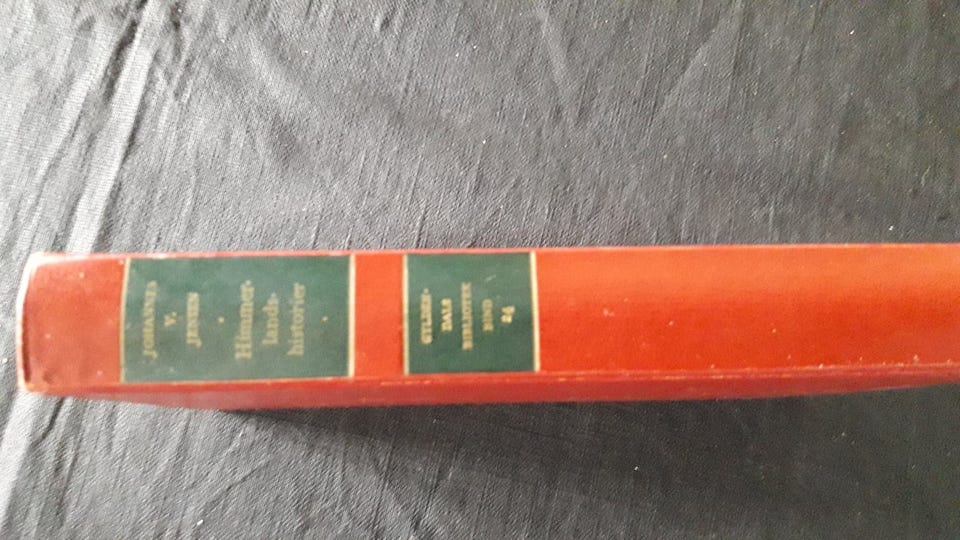 JOHANNES
V.
JENSEN
Himmer-
lands-
historier
GYLDEN-
DALS
BIBLIOTEK
BIND
24